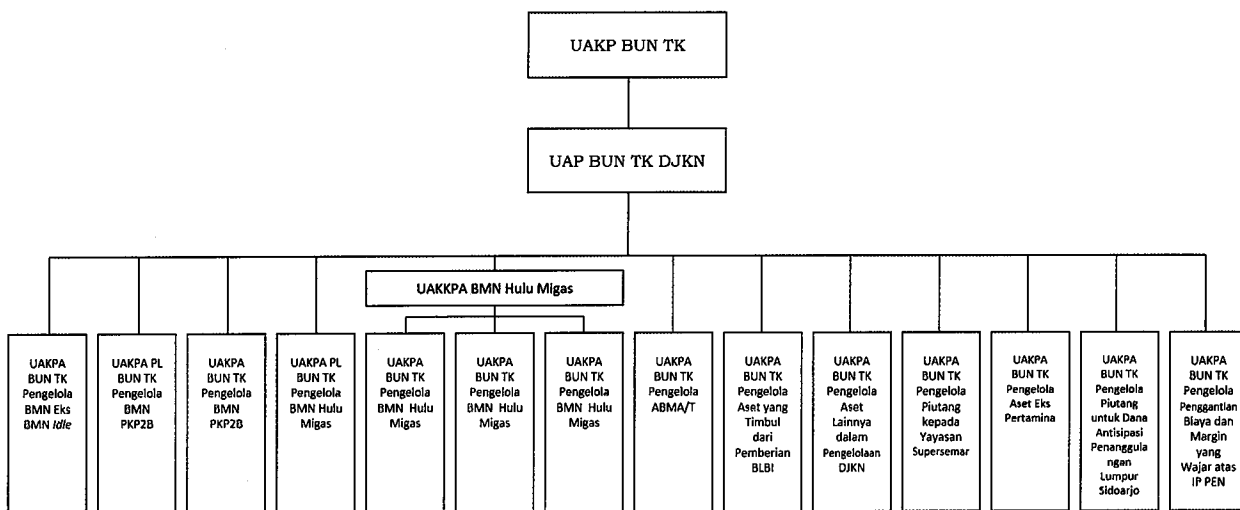 UAKP BUN TK
UAP BUN TK DJKN
UAKKPA BMN Hulu Migas
UAKPA
BUN TK
Pengelola
BMN Eks
BMN Idle
UAKPA PL
BUN TK
Pengelola
BMN
PKP2B
UAKPA
BUN TK
Pengelola
BMN
PKP2B
UAKPA PL
BUN TK
Pengelola
BMN Hulu
Migas
UAKPA
BUN TK
Pengelola
BMN Hulu
Migas
UAKPA
BUN TK
Pengelola
BMN Hulu
Migas
UAKPA
BUN TK
Pengelola
BMN Hulu
Migas
UAKPA
BUN TK
Pengelola
ABMA/T
UAKPA
BUN TK
Pengelola
Aset yang
Timbul
dari
Pemberian
BLBI
UAKPA
BUN TK
Pengelola
Aset
Lainnya
dalam
Pengelolaan
DJKN
UAKPA
BUN TK
Pengelola
Piutang
kepada
Yayasan
Supersemar
UAKPA
BUN TK
Pengelola
Aset Eks
Pertamina
UAKPA
BUN TK
Pengelola
Piutang
untuk Dana
Antisipasi
Penanggula
ngan
Lumpur
Sidoarjo
UAKPA
BUN TK
Pengelola
Penggantian
Biaya dan
Margin
yang
Wajar atas
IP PEN